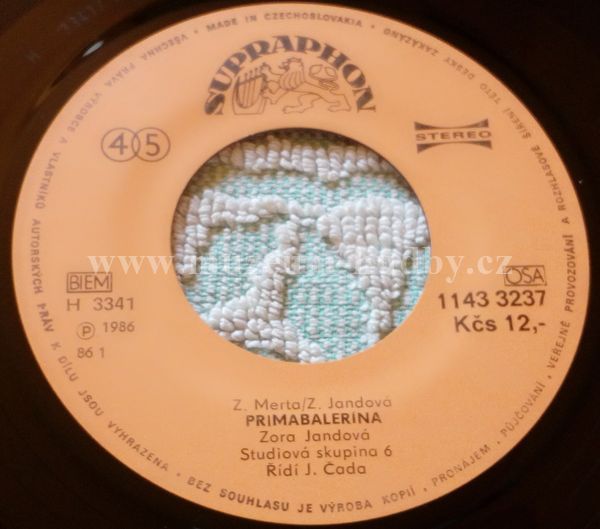 VŠECHNA PRÁVA VÝROBCE A VLASTNÍKŮ AUTORSKÝCH PRÁV K DÍLU JSOU VYHRAZENA. • BEZ SOUHLASU JE VÝROBA KOPIÍ, PRONÁJEM, PŮJČOVÁNÍ, VEŘEJNÉ PROVOZOVÁNÍ A ROZHLASOVÉ ŠÍŘENÍ TÉTO DESKY ZAKÁZÁNO • MADE IN CZECHOSLOVAKIA •
SUPRAPHON
45
STEREO
BIEM
H 3341
℗ 1986
86 1
OSA
1143 3237
Kčs 12,-
Z. Merta/Z. Jandová
PRIMABALERÍNA
Zora Jandová
Studiová skupina 6
Řídí J. Čada